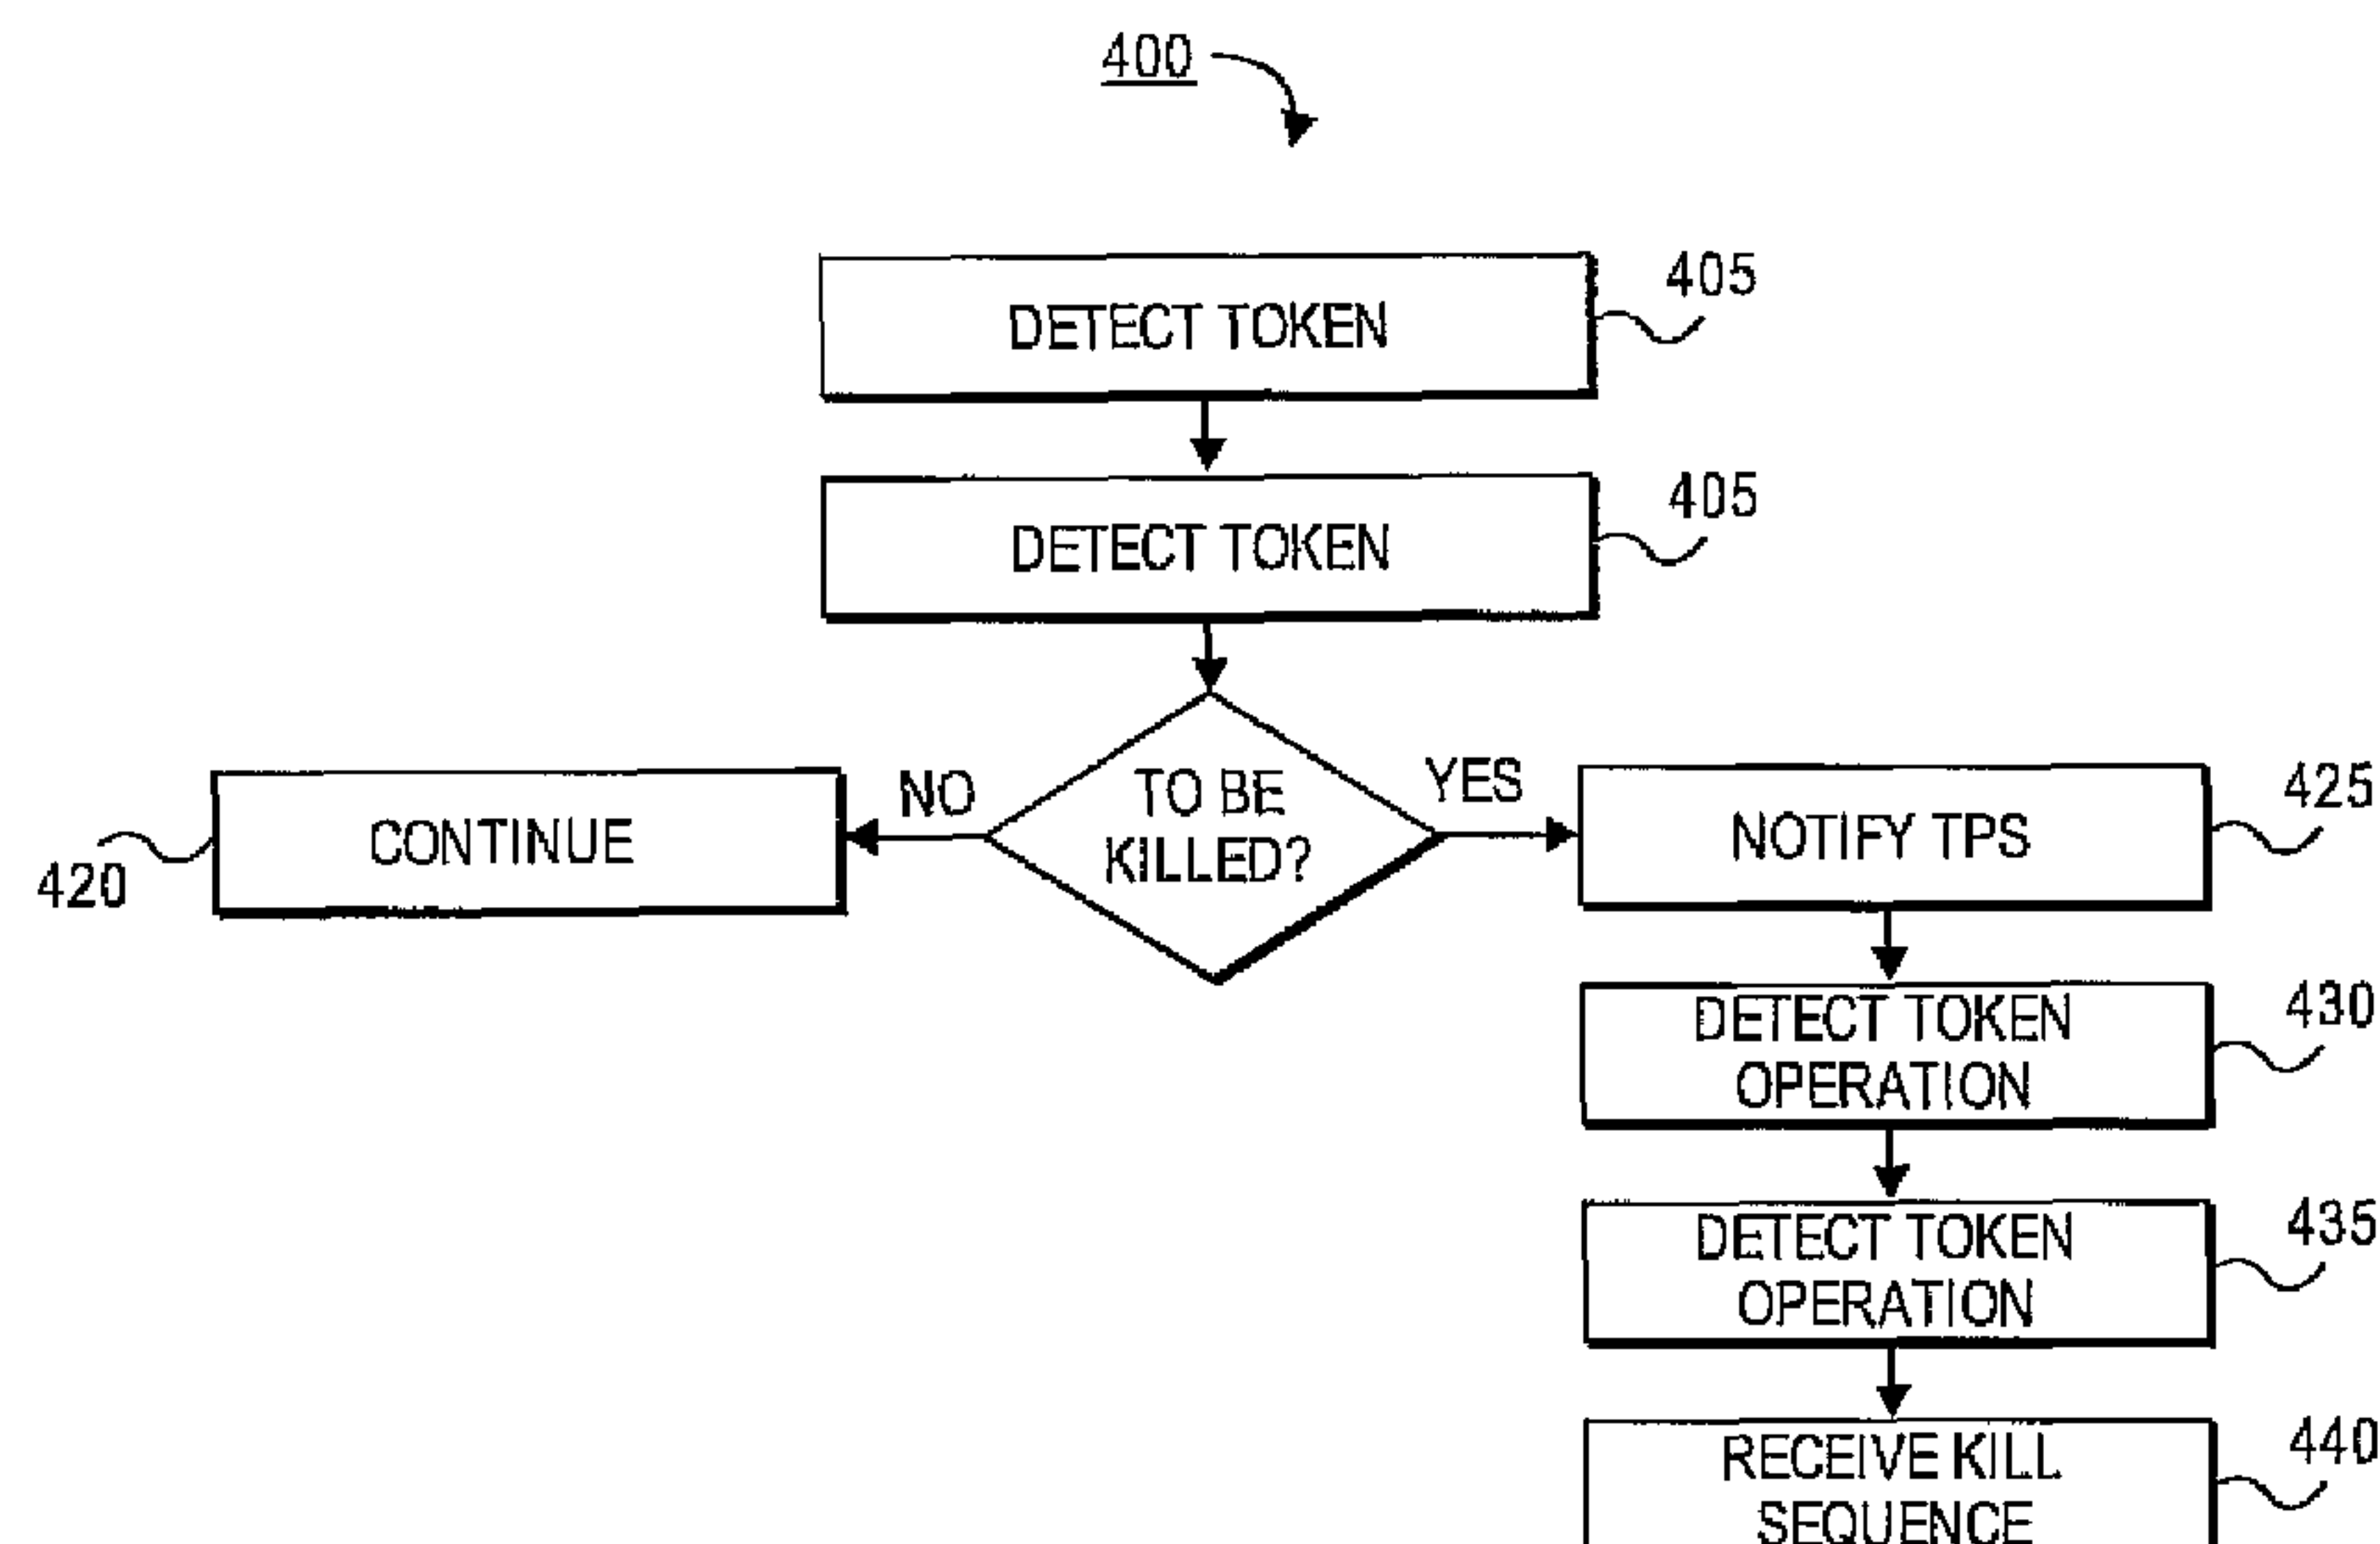 400
DETECT TOKEN
405
DETECT TOKEN
405
TO BE
KILLED?
NO
YES
CONTINUE
420
NOTIFY TPS
425
DETECT TOKEN
OPERATION
430
DETECT TOKEN
OPERATION
435
RECEIVE KILL
SEQUENCE
440